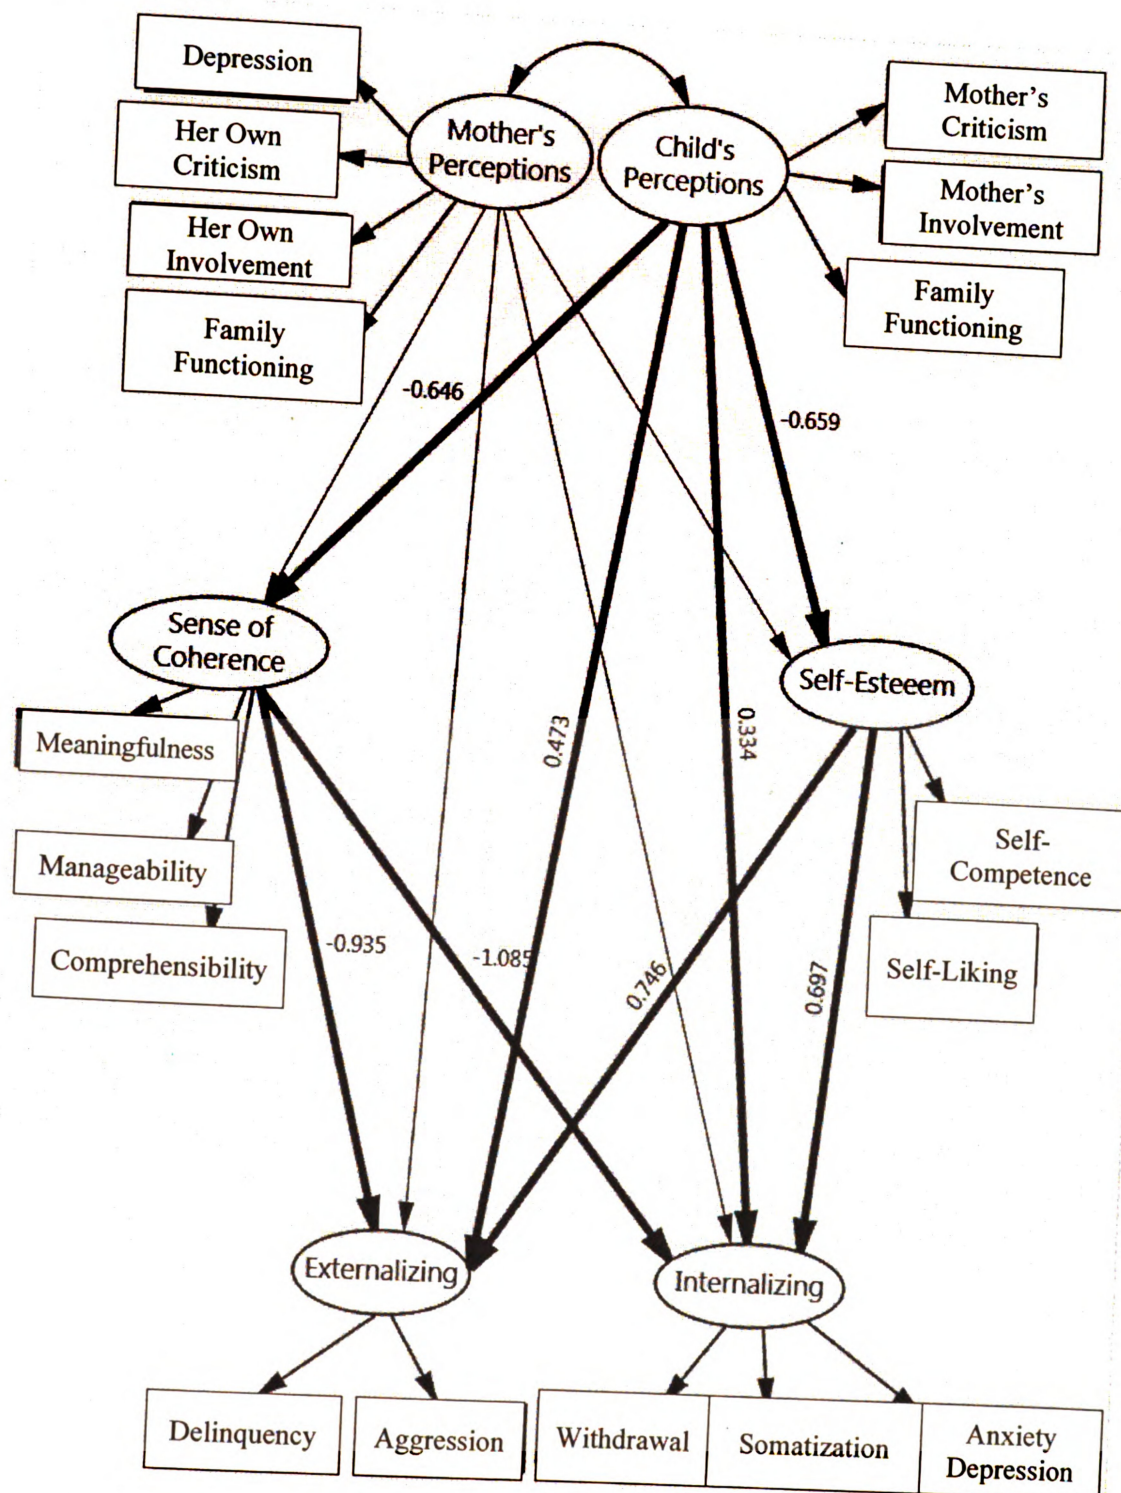 Depression
Mother's
Perceptions
Child's
Perceptions
Mother's
Criticism
Her Own
Criticism
Mother's
Involvement
Her Own
Involvement
Family
Functioning
Family
Functioning
-0.646
-0.659
Sense of
Coherence
Self-Esteeem
Meaningfulness
0.473
0.334
Manageability
Self-
Competence
Comprehensibility
-0.935
-1.085
0.746
0.697
Self-Liking
Externalizing
Internalizing
Delinquency
Aggression
Withdrawal
Somatization
Anxiety
Depression